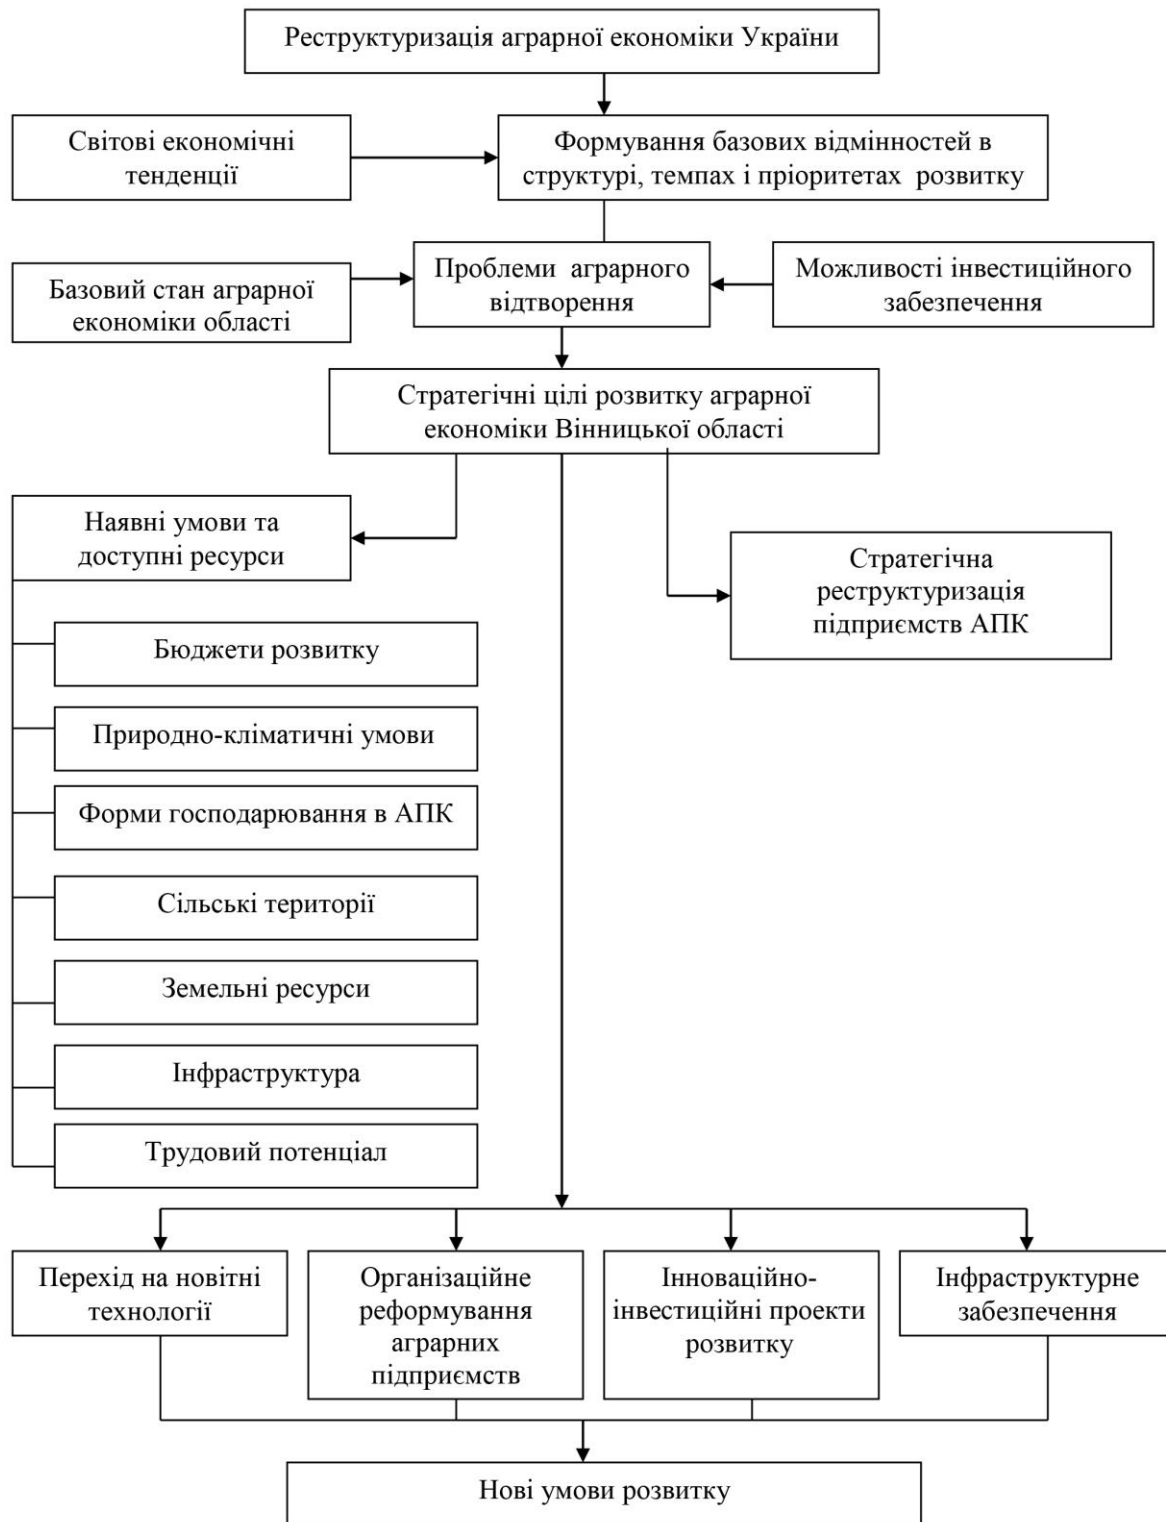 Реструктуризація аграрної економіки України
Світові економічні
тенденції
Формування базових відмінностей в
структурі, темпах і пріоритетах розвитку
Базовий стан аграрної
економіки області
Проблеми аграрного
відтворення
Можливості інвестиційного
забезпечення
Стратегічні цілі розвитку аграрної
економіки Вінницької області
Наявні умови та
доступні ресурси
Стратегічна
реструктуризація
підприємств АПК
Бюджети розвитку
Природно-кліматичні умови
Форми господарювання в АПК
Сільські території
Земельні ресурси
Інфраструктура
Трудовий потенціал
Перехід на новітні
технології
Організаційне
реформування
аграрних
підприємств
Інноваційно-
інвестиційні проекти
розвитку
Інфраструктурне
забезпечення
Нові умови розвитку